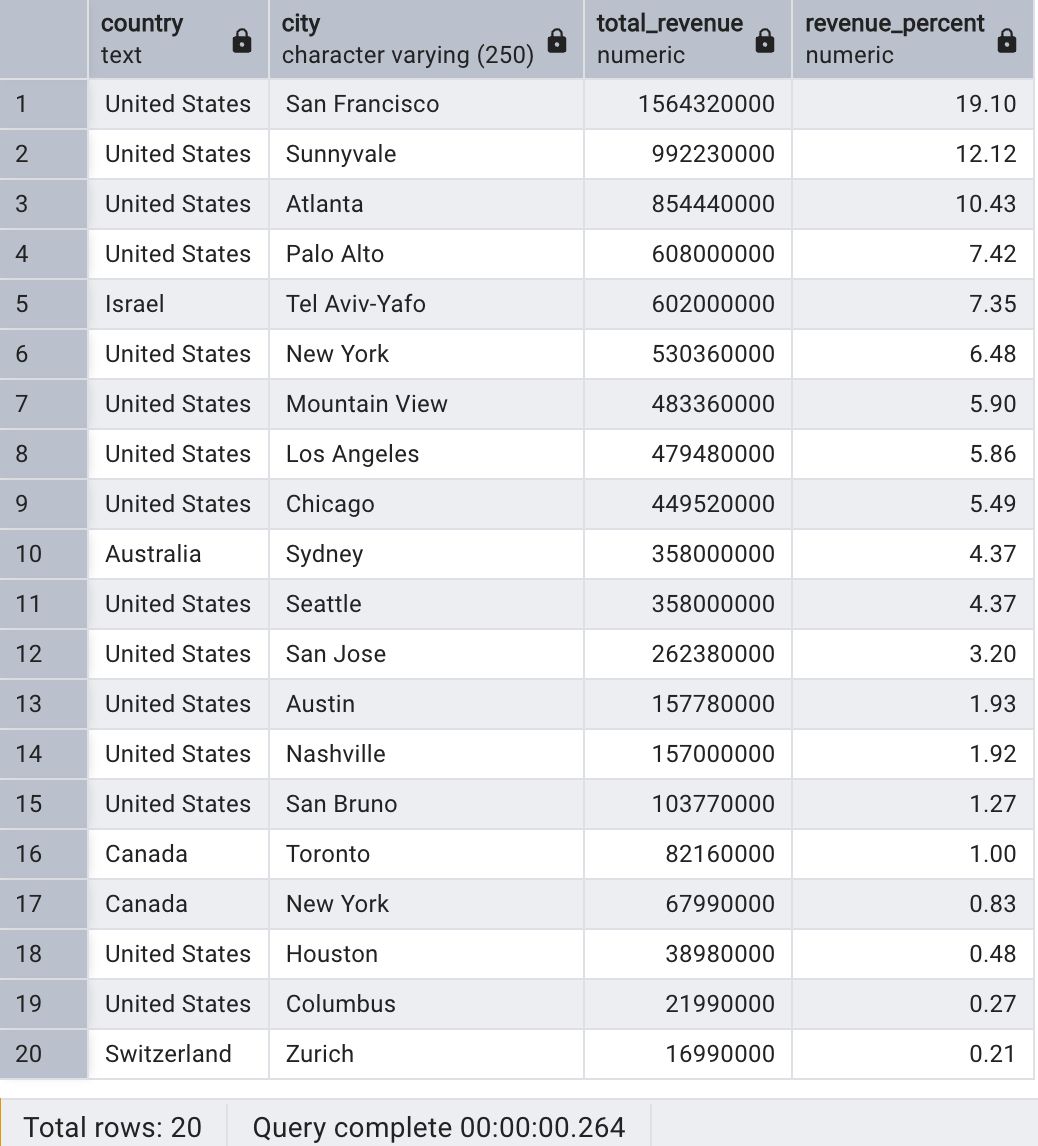 country city total_revenue revenue_percent
text character varying (250) numeric numeric
1 United States San Francisco 1564320000 19.10
2 United States Sunnyvale 992230000 12.12
3 United States Atlanta 854440000 10.43
4 United States Palo Alto 608000000 7.42
5 Israel Tel Aviv-Yafo 602000000 7.35
6 United States New York 530360000 6.48
7 United States Mountain View 483360000 5.90
8 United States Los Angeles 479480000 5.86
9 United States Chicago 449520000 5.49
10 Australia Sydney 358000000 4.37
11 United States Seattle 358000000 4.37
12 United States San Jose 262380000 3.20
13 United States Austin 157780000 1.93
14 United States Nashville 157000000 1.92
15 United States San Bruno 103770000 1.27
16 Canada Toronto 82160000 1.00
17 Canada New York 67990000 0.83
18 United States Houston 38980000 0.48
19 United States Columbus 21990000 0.27
20 Switzerland Zurich 16990000 0.21
Total rows: 20 Query complete 00:00:00.264